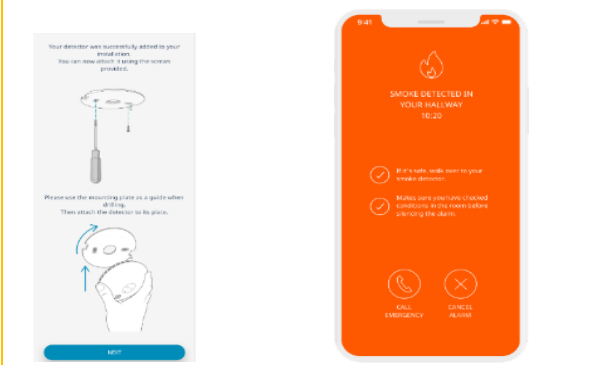 Your detector was successfully added to your
installation.
You can now attach it using the screws
provided.
Please use the mounting plate as a guide when
drilling.
Then attach the detector to its plate.
NEXT
9:41
SMOKE DETECTED IN
YOUR HALLWAY
10:20
If it's safe, walk over to your
smoke detector.
Makes sure you have checked
conditions in the room before
silencing the alarm.
CALL
EMERGENCY
CANCEL
ALARM